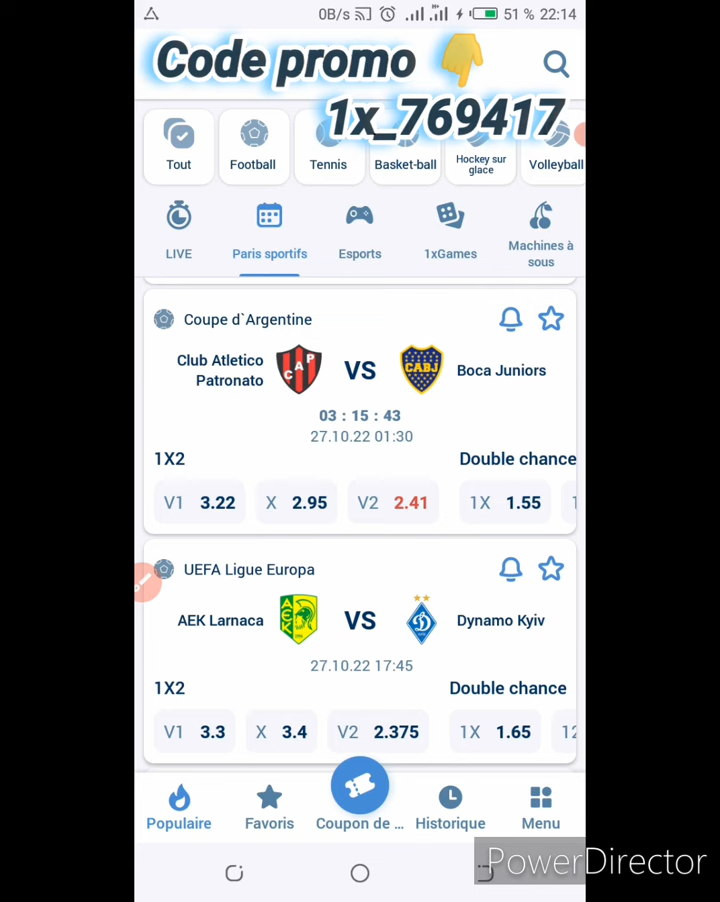 0B/s 51 % 22:14
Code promo
1x_769417
Tout
Football
Tennis
Basket-ball
Hockey sur
glace
Volleyball
LIVE
Paris sportifs
Esports
1xGames
Machines à
sous
Coupe d`Argentine
Club Atletico
Patronato
CAP
VS
CABJ
Boca Juniors
03 : 15 : 43
27.10.22 01:30
1X2
Double chance
V1 3.22
X 2.95
V2 2.41
1X 1.55
UEFA Ligue Europa
AEK Larnaca
AEK
VS
Dynamo Kyiv
27.10.22 17:45
1X2
Double chance
V1 3.3
X 3.4
V2 2.375
1X 1.65
12
Populaire
Favoris
Coupon de ...
Historique
Menu
PowerDirector